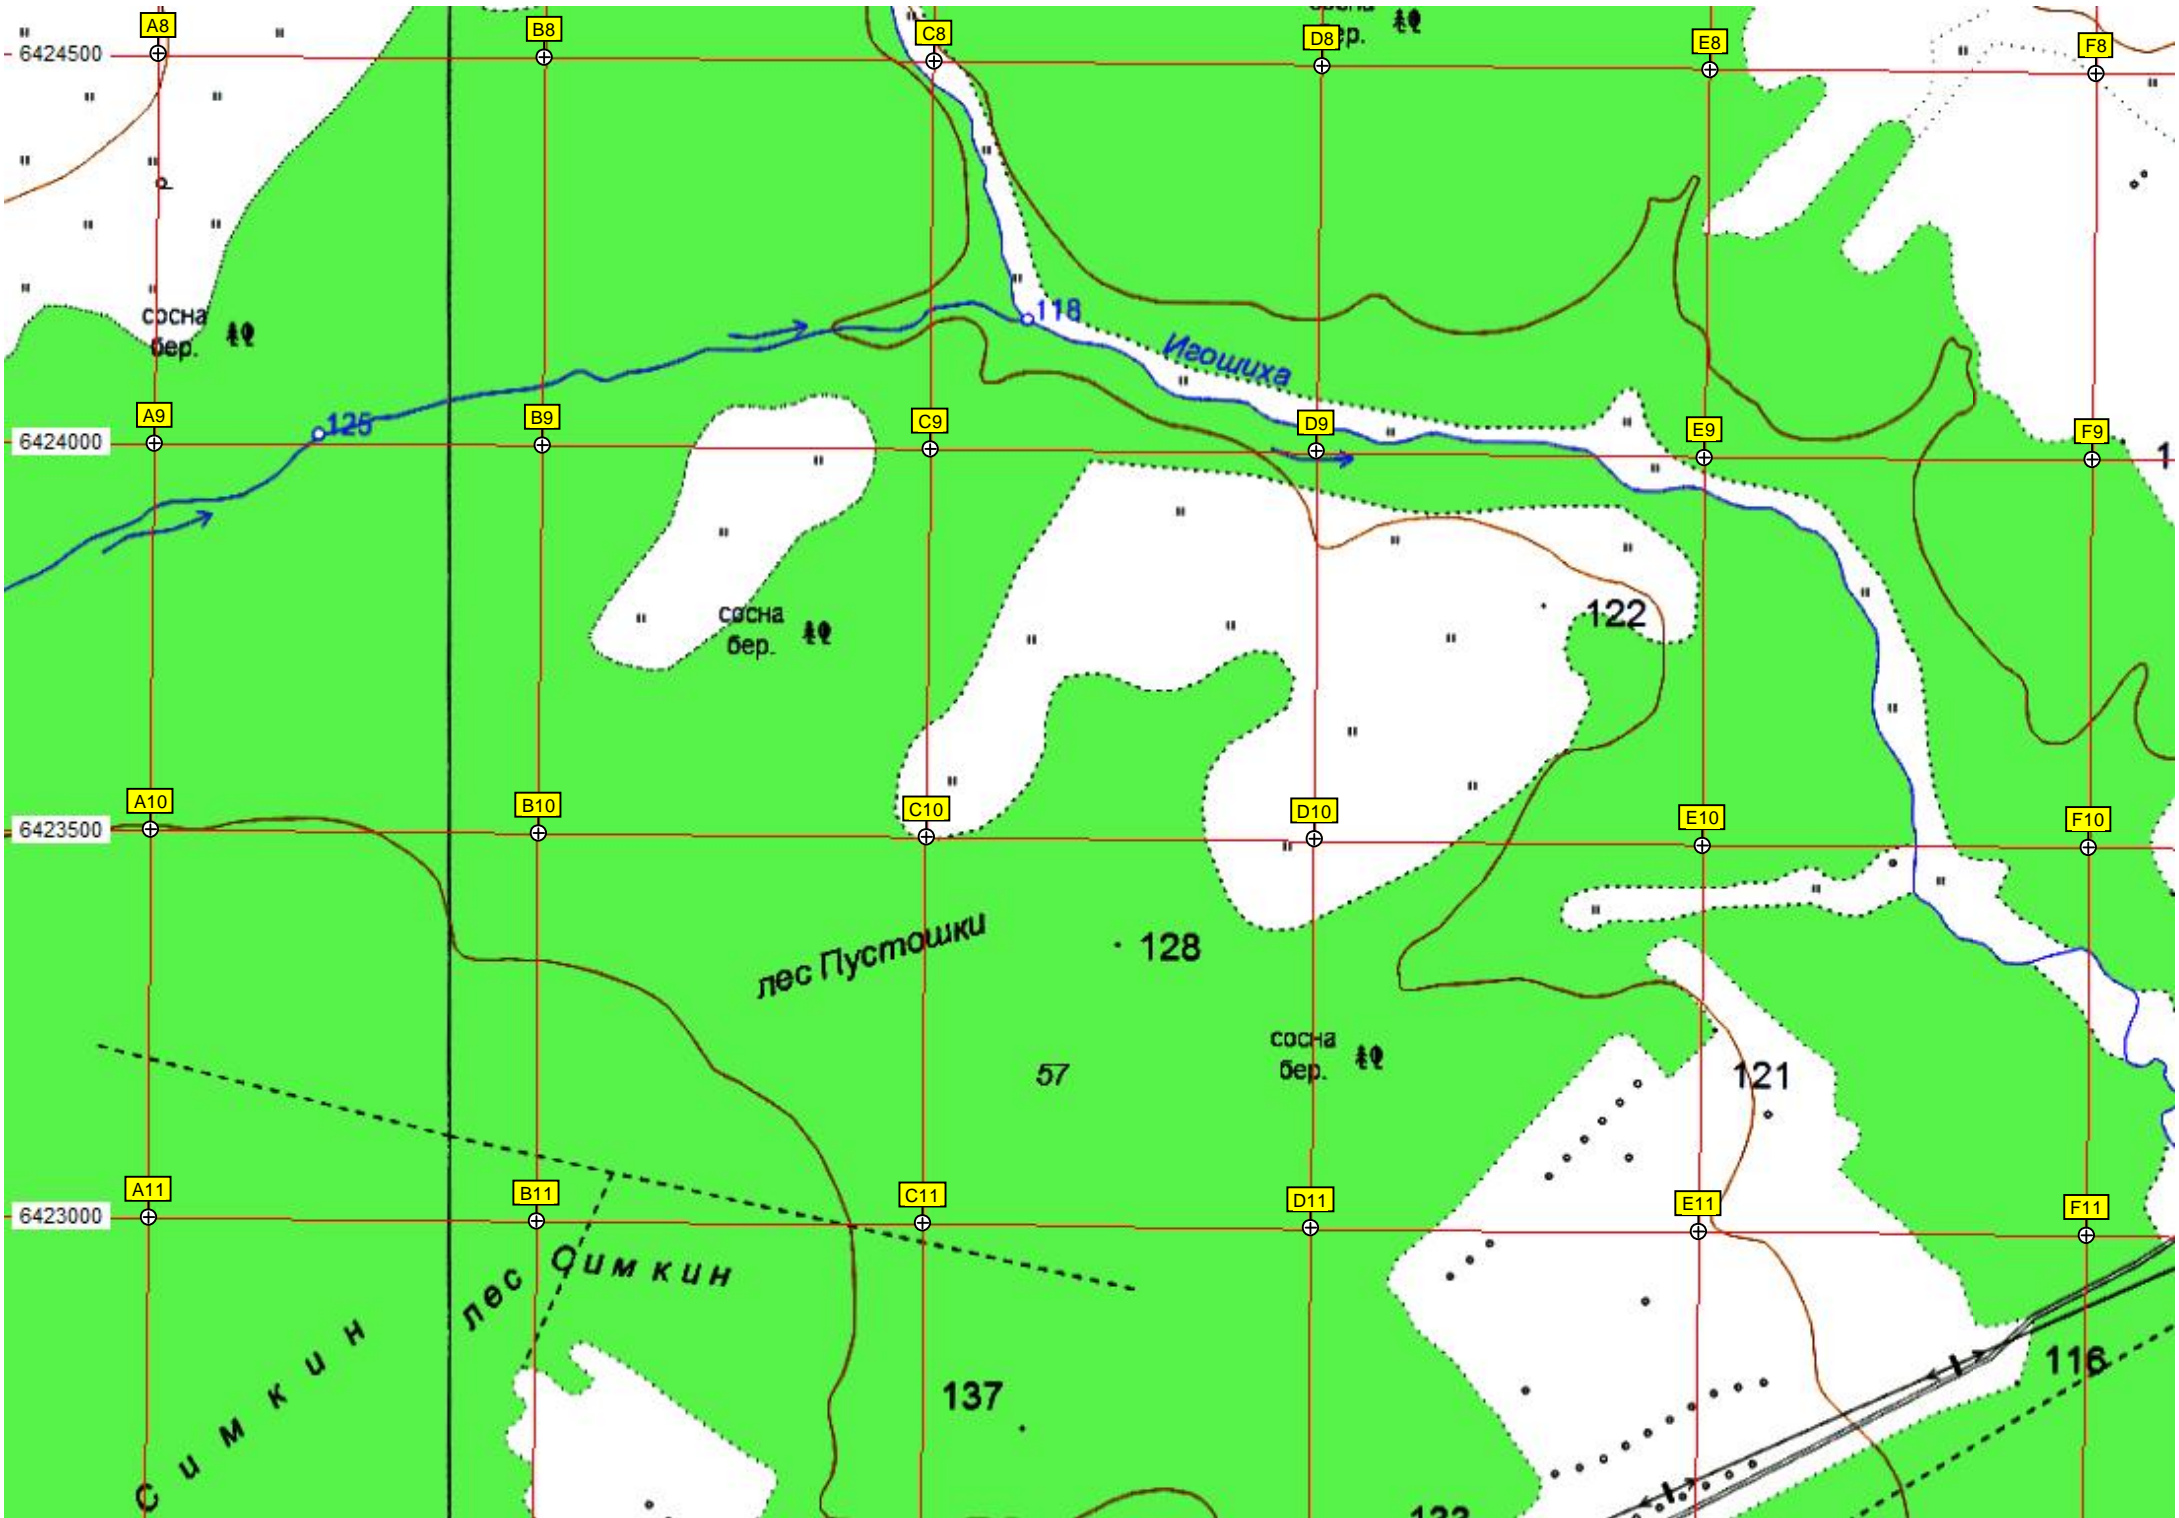 A8
B8
C8
D8
E8
F8
6424500
бер.
118
Игошиха
сосна
бер.
A9
125
B9
C9
D9
E9
F9
6424000
1
сосна
бер.
122
A10
B10
C10
D10
E10
F10
6423500
лес Пустошки
128
сосна
бер.
57
121
A11
B11
C11
D11
E11
F11
6423000
лес Симкин
Симкин
137
116